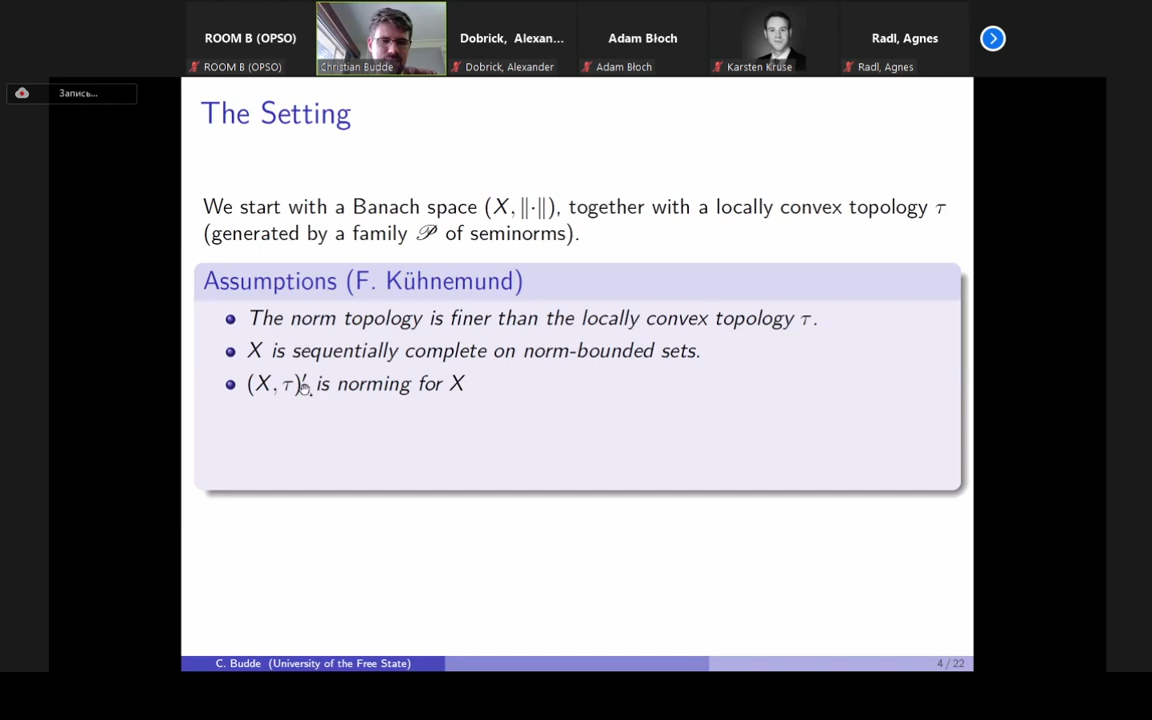 ROOM B (OPSO)
Dobrick, Alexan...
Adam Błoch
Radl, Agnes
ROOM B (OPSO)
Christian Budde
Dobrick, Alexander
Adam Błoch
Karsten Kruse
Radl, Agnes
Запись...
The Setting
We start with a Banach space (X, ‖·‖), together with a locally convex topology τ
(generated by a family 𝒫 of seminorms).
Assumptions (F. Kühnemund)
The norm topology is finer than the locally convex topology τ.
X is sequentially complete on norm-bounded sets.
(X, τ)′ is norming for X
C. Budde (University of the Free State)
4 / 22